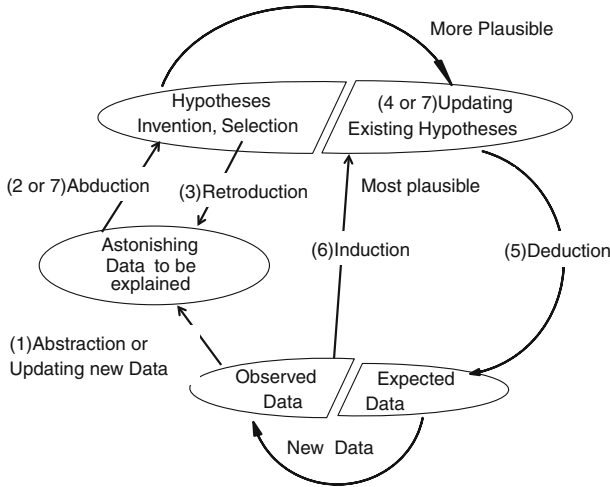 More Plausible
Hypotheses
Invention, Selection
(4 or 7)Updating
Existing Hypotheses
(2 or 7)Abduction
(3)Retroduction
Most plausible
Astonishing
Data to be
explained
(6)Induction
(5)Deduction
(1)Abstraction or
Updating new Data
Observed
Data
Expected
Data
New Data